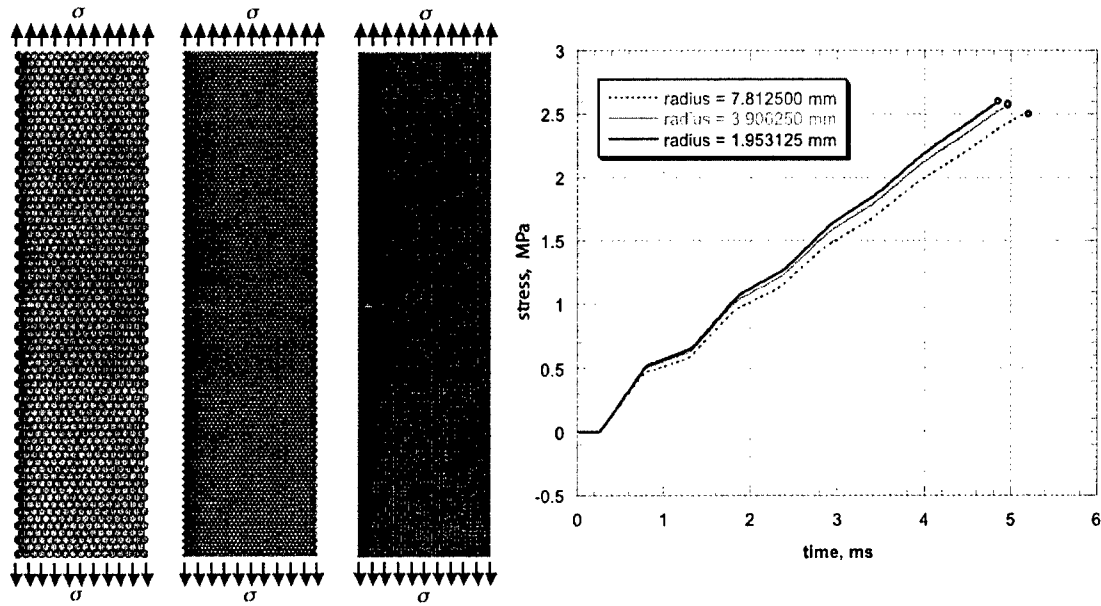 σ σ σ
σ σ σ
radius = 7.812500 mm
radius = 3.906250 mm
radius = 1.953125 mm
stress, MPa
3
2.5
2
1.5
1
0.5
0
-0.5
0 1 2 3 4 5 6
time, ms